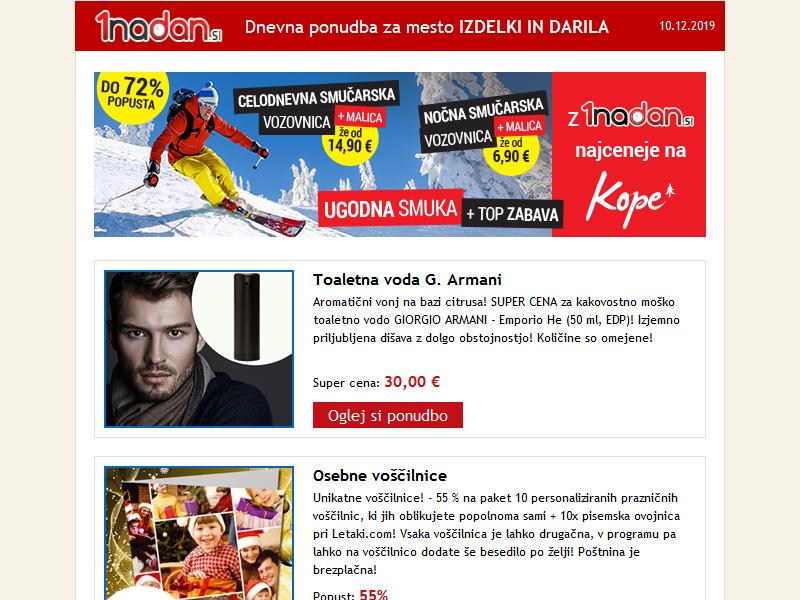 1nadan.si
Dnevna ponudba za mesto IZDELKI IN DARILA
10.12.2019
DO 72%
POPUSTA
CELODNEVNA SMUČARSKA
VOZOVNICA + MALICA
že od
14,90 €
NOČNA SMUČARSKA
VOZOVNICA + MALICA
že od
6,90 €
UGODNA SMUKA + TOP ZABAVA
z 1nadan.si
najceneje na
Kope
Toaletna voda G. Armani
Aromatični vonj na bazi citrusa! SUPER CENA za kakovostno moško
toaletno vodo GIORGIO ARMANI - Emporio He (50 ml, EDP)! Izjemno
priljubljena dišava z dolgo obstojnostjo! Količine so omejene!
Super cena: 30,00 €
Oglej si ponudbo
Osebne voščilnice
Unikatne voščilnice! - 55 % na paket 10 personaliziranih prazničnih
voščilnic, ki jih oblikujete popolnoma sami + 10x pisemska ovojnica
pri Letaki.com! Vsaka voščilnica je lahko drugačna, v programu pa
lahko na voščilnico dodate še besedilo po želji! Poštnina je
brezplačna!
Popust: 55%